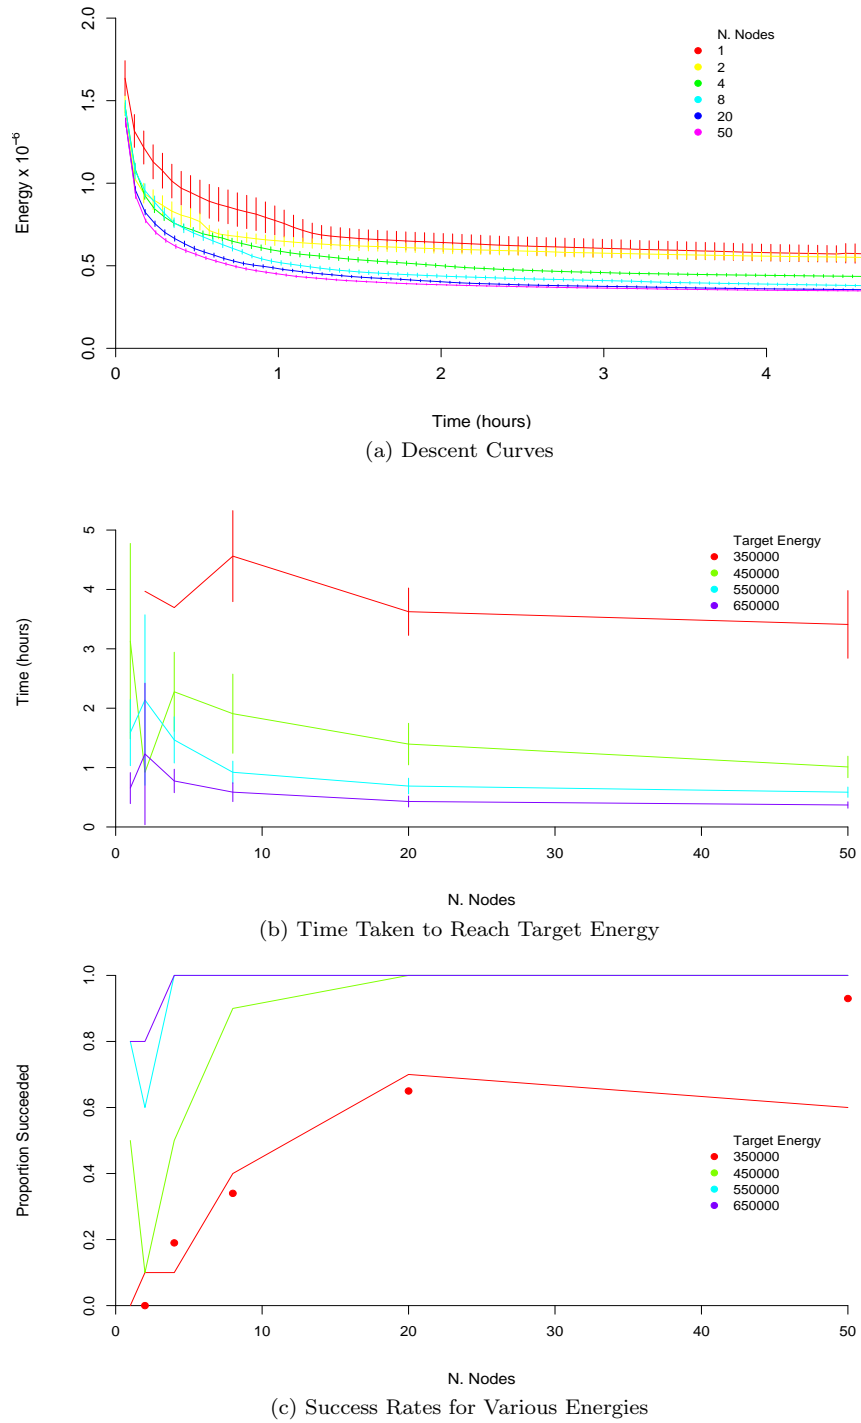 2.0
N. Nodes
1
2
4
8
20
50
1.5
1.0
0.5
0.0
Energy x 10⁻⁶
0 1 2 3 4
Time (hours)
(a) Descent Curves
5
4
3
2
1
0
Time (hours)
Target Energy
350000
450000
550000
650000
0 10 20 30 40 50
N. Nodes
(b) Time Taken to Reach Target Energy
1.0
0.8
0.6
0.4
0.2
0.0
Proportion Succeeded
Target Energy
350000
450000
550000
650000
0 10 20 30 40 50
N. Nodes
(c) Success Rates for Various Energies